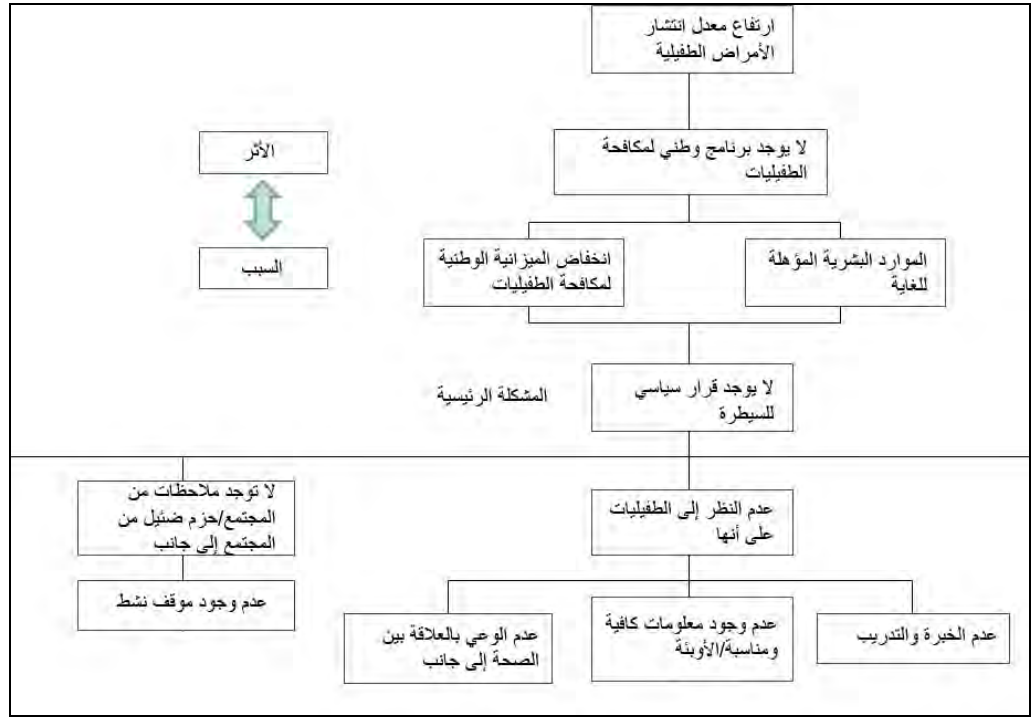 ارتفاع معدل انتشار
الأمراض الطفيلية
لا يوجد برنامج وطني لمكافحة
الطفيليات
الأثر
السبب
الموارد البشرية المؤهلة
للغاية
انخفاض الميزانية الوطنية
لمكافحة الطفيليات
لا يوجد قرار سياسي
للسيطرة
المشكلة الرئيسية
عدم النظر إلى الطفيليات
على أنها
لا توجد ملاحظات من
المجتمع/حزم ضئيل من
المجتمع إلى جانب
عدم وجود موقف نشط
عدم الخبرة والتدريب
عدم وجود معلومات كافية
ومناسبة/الأوبئة
عدم الوعي بالعلاقة بين
الصحة إلى جانب